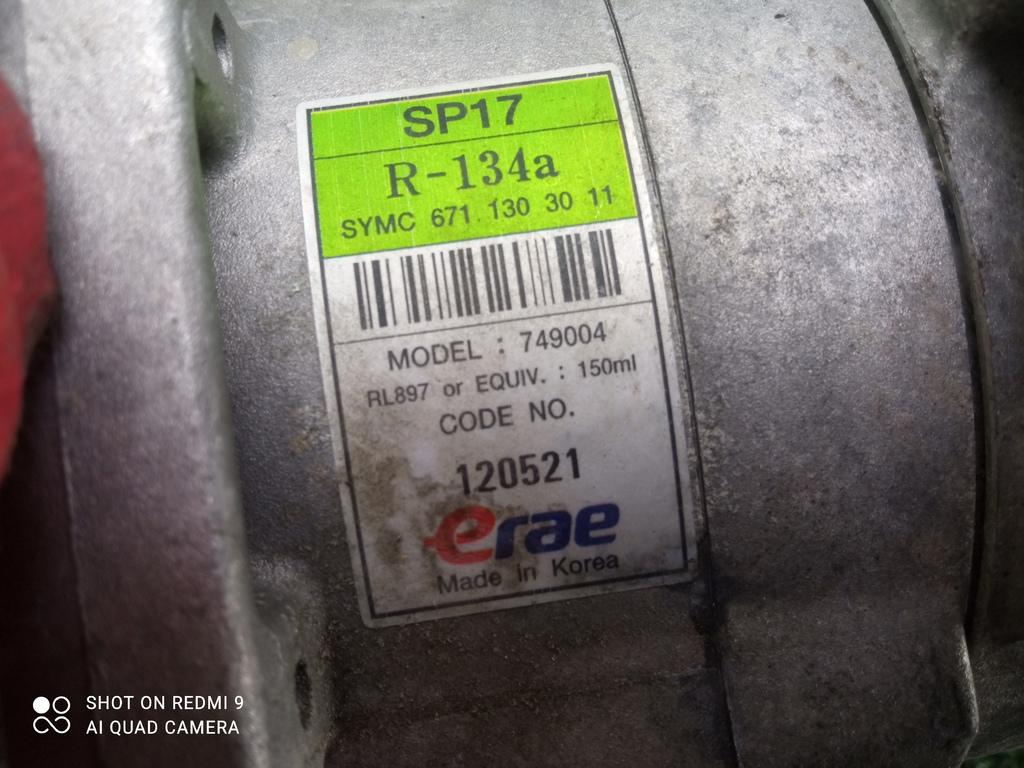 SP17
R-134a
SYMC 671 130 30 11
MODEL : 749004
RL897 or EQUIV. : 150ml
CODE NO.
120521
erae
Made in Korea
SHOT ON REDMI 9
AI QUAD CAMERA